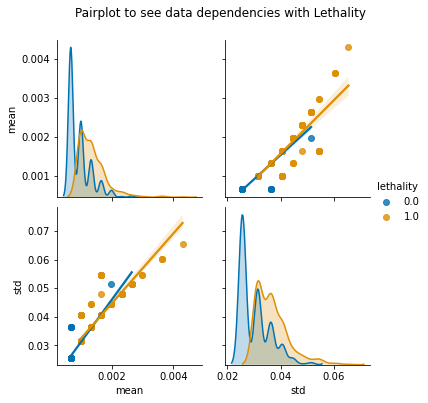 Pairplot to see data dependencies with Lethality
0.004
0.003
0.002
0.001
mean
mean
lethality
0.0
1.0
0.07
0.06
0.05
0.04
0.03
std
0.002 0.004
mean
0.02 0.04 0.06
std